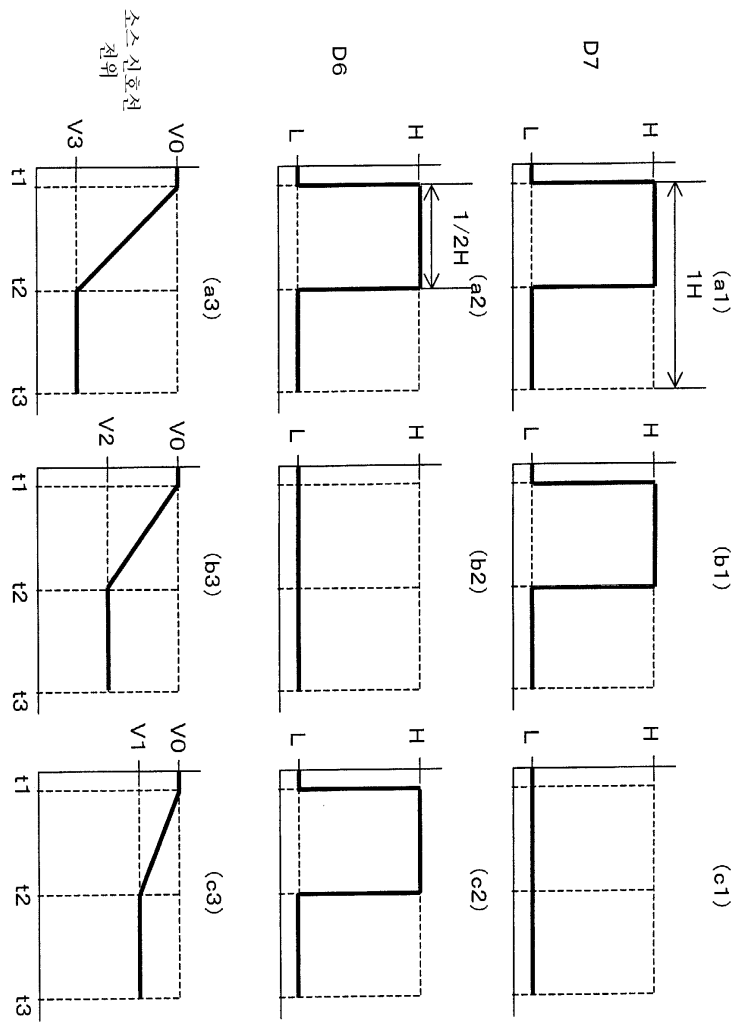 (a1) (b1) (c1)
1H
H H H
D7
L L L
(a2) (b2) (c2)
1/2H
H H H
D6
L L L
(a3) (b3) (c3)
V0 V0 V0
V1
소스 신호선
전위
V2
V3
t1 t2 t3 t1 t2 t3 t1 t2 t3